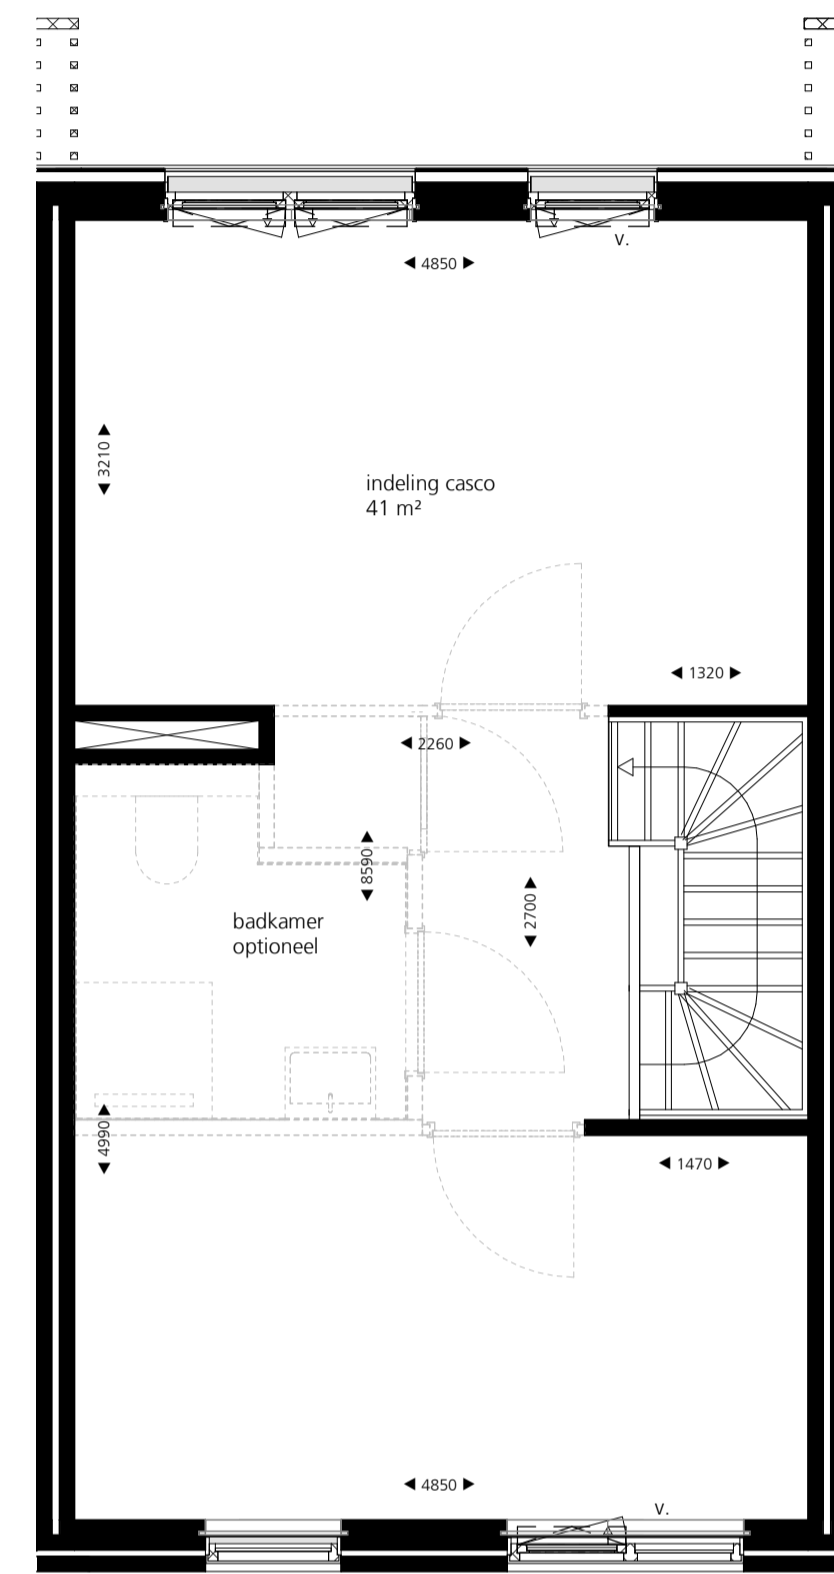 v.
4850
3210
indeling casco
41 m²
1320
2260
8590
2700
badkamer
optioneel
4990
1470
4850
v.